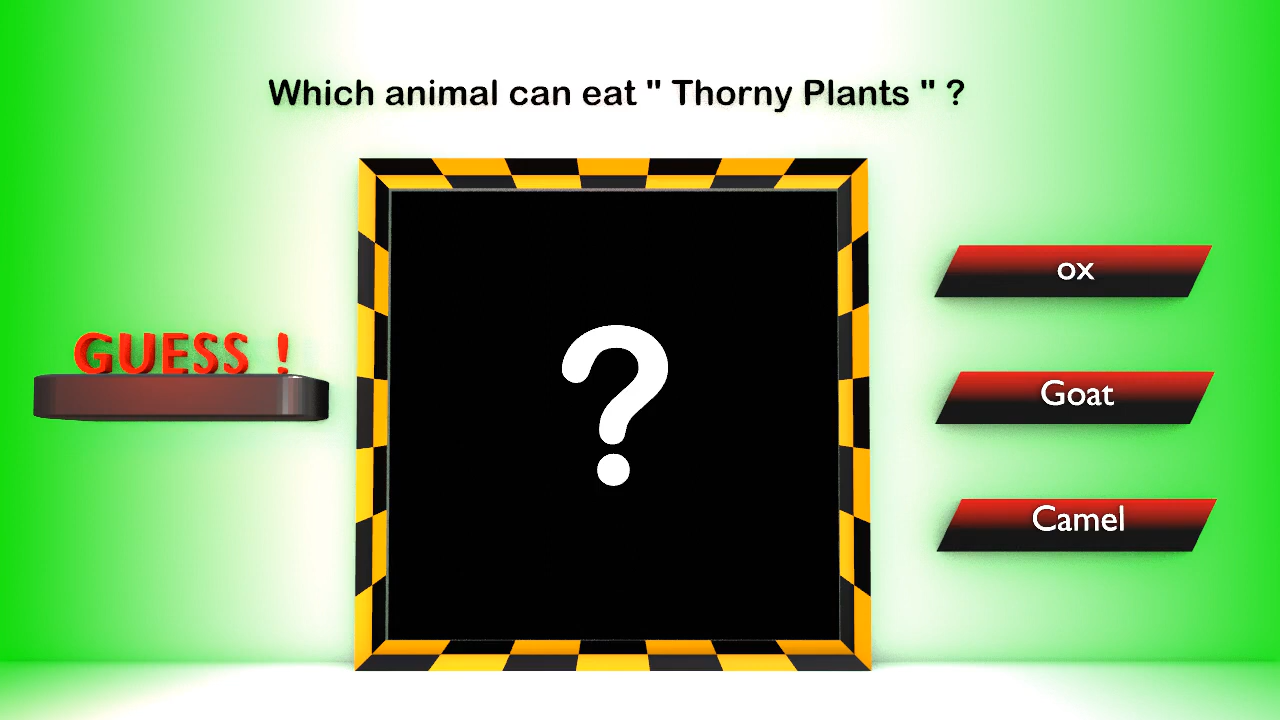 Which animal can eat " Thorny Plants " ?
GUESS !
?
ox
Goat
Camel